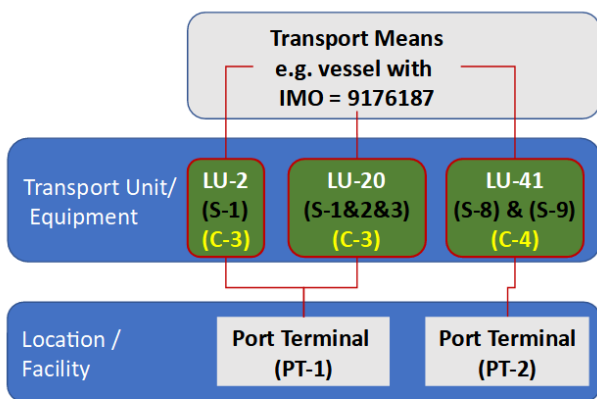 Transport Means
e.g. vessel with
IMO = 9176187
Transport Unit/
Equipment
LU-2
(S-1)
(C-3)
LU-20
(S-1&2&3)
(C-3)
LU-41
(S-8) & (S-9)
(C-4)
Location /
Facility
Port Terminal
(PT-1)
Port Terminal
(PT-2)